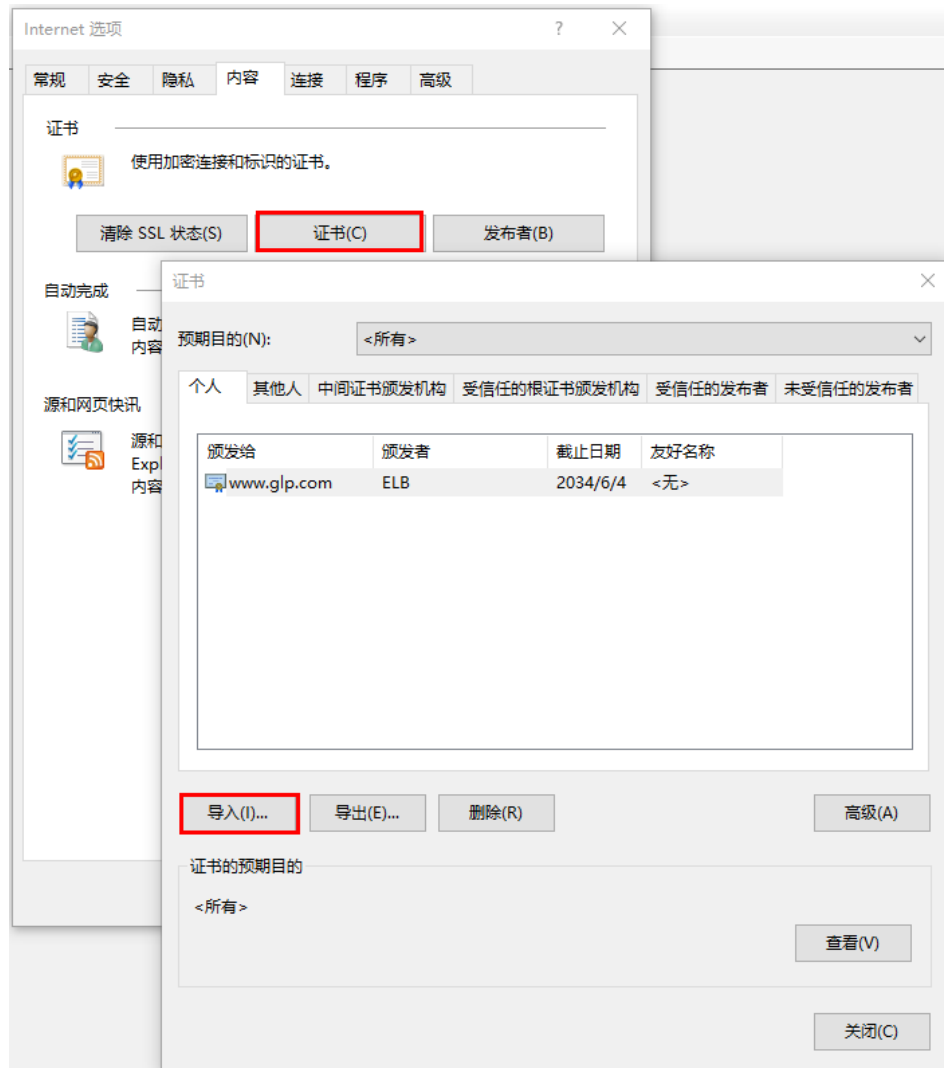 Internet 选项
?
常规 安全 隐私 内容 连接 程序 高级
证书
使用加密连接和标识的证书。
清除 SSL 状态(S) 证书(C) 发布者(B)
自动完成
自动
内容
源和网页快讯
源和
Expl
内容
证书
预期目的(N): <所有>
个人 其他人 中间证书颁发机构 受信任的根证书颁发机构 受信任的发布者 未受信任的发布者
颁发给 颁发者 截止日期 友好名称
www.glp.com ELB 2034/6/4 <无>
导入(I)... 导出(E)... 删除(R) 高级(A)
证书的预期目的
<所有>
查看(V)
关闭(C)